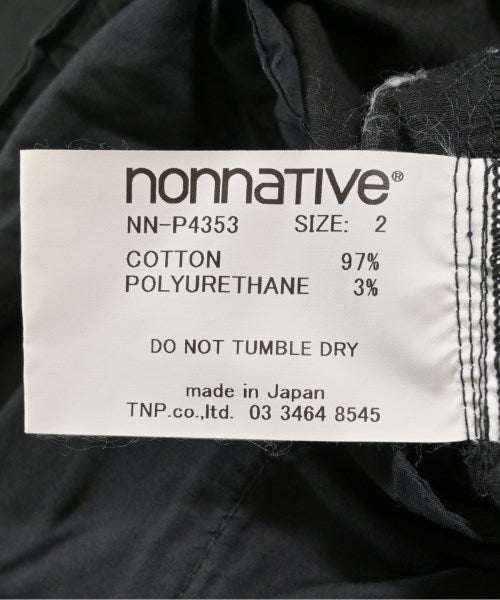 nonnative®
NN-P4353 SIZE: 2
COTTON 97%
POLYURETHANE 3%
DO NOT TUMBLE DRY
made in Japan
TNP.co.,ltd. 03 3464 8545